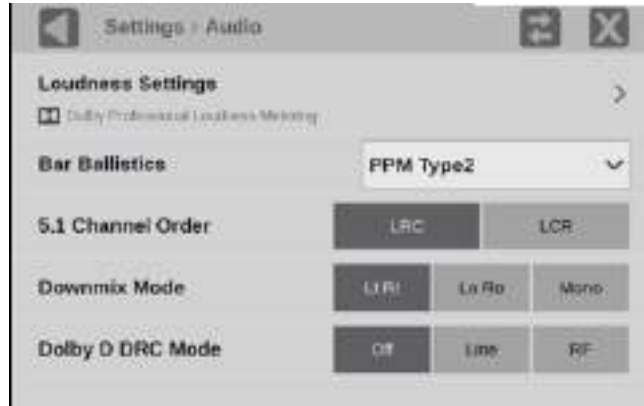 Settings › Audio
Loudness Settings
Dolby Professional Loudness Metering
Bar Ballistics
PPM Type2
5.1 Channel Order
LRC
LCR
Downmix Mode
Lt Rt
Lo Ro
Mono
Dolby D DRC Mode
Off
Line
RF